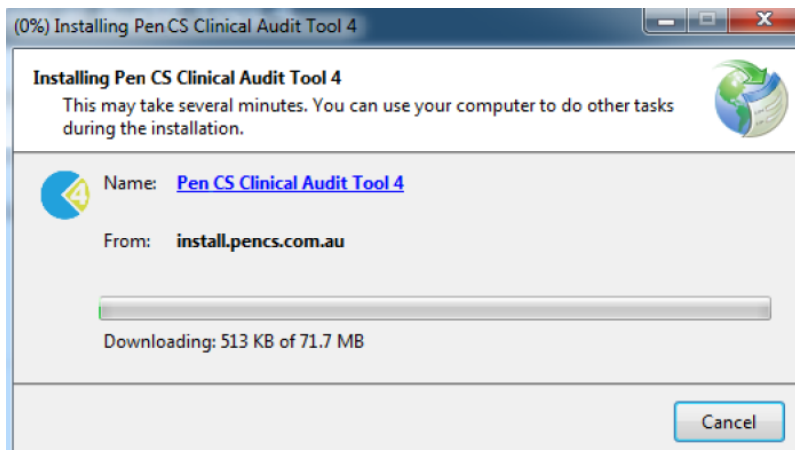 (0%) Installing Pen CS Clinical Audit Tool 4
Installing Pen CS Clinical Audit Tool 4
This may take several minutes. You can use your computer to do other tasks
during the installation.
4
Name: Pen CS Clinical Audit Tool 4
From: install.pencs.com.au
Downloading: 513 KB of 71.7 MB
Cancel